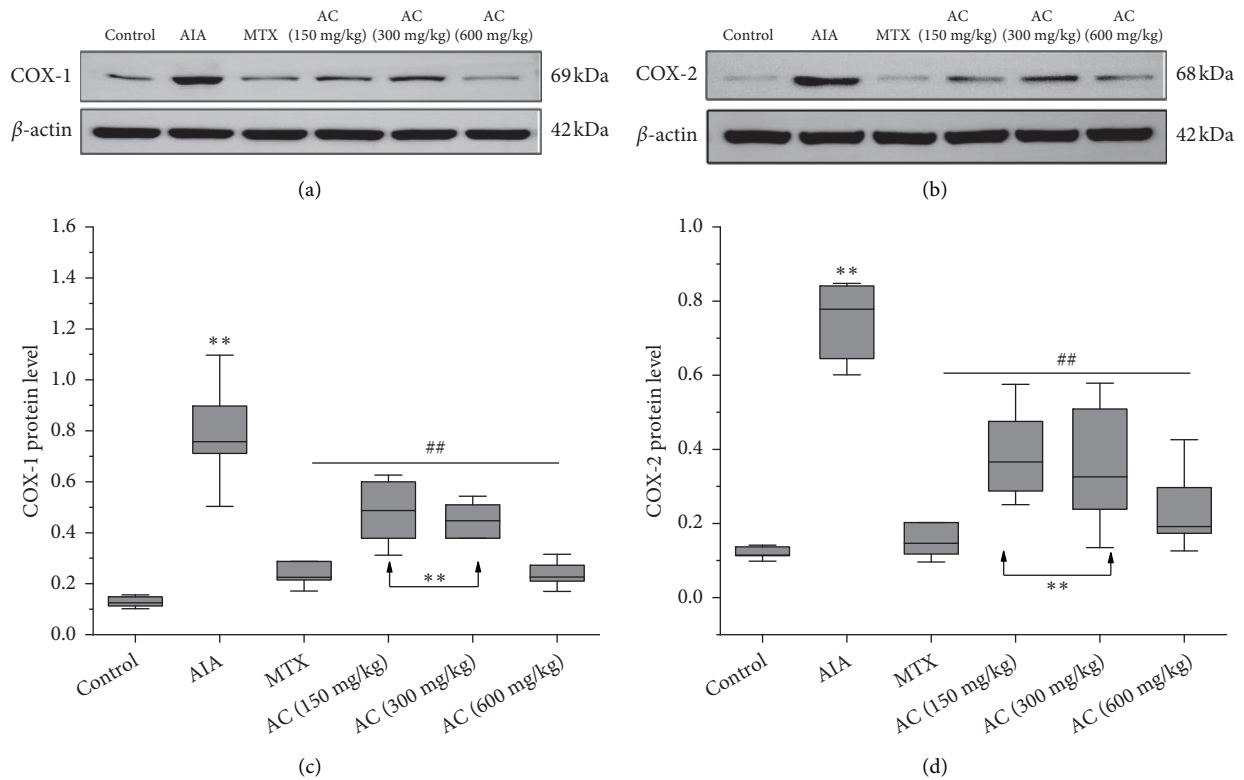 Control AIA MTX AC (150 mg/kg) AC (300 mg/kg) AC (600 mg/kg)
COX-1 69 kDa
β-actin 42 kDa
(a)
Control AIA MTX AC (150 mg/kg) AC (300 mg/kg) AC (600 mg/kg)
COX-2 68 kDa
β-actin 42 kDa
(b)
COX-1 protein level
1.6
1.4
1.2
1.0
0.8
0.6
0.4
0.2
0.0
**
##
**
Control
AIA
MTX
AC (150 mg/kg)
AC (300 mg/kg)
AC (600 mg/kg)
(c)
COX-2 protein level
1.0
0.8
0.6
0.4
0.2
0.0
**
##
**
Control
AIA
MTX
AC (150 mg/kg)
AC (300 mg/kg)
AC (600 mg/kg)
(d)